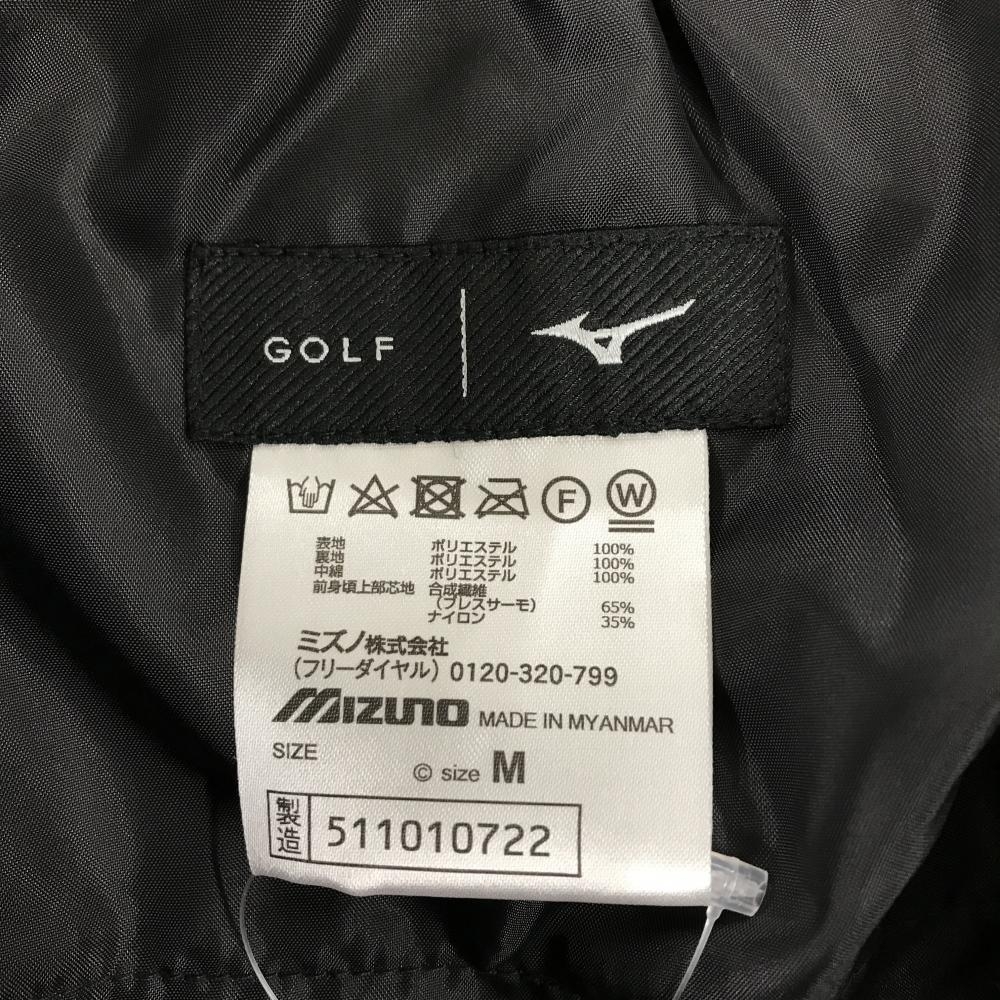 GOLF
F W
表地 ポリエステル 100%
裏地 ポリエステル 100%
中綿 ポリエステル 100%
前身頃上部芯地 合成繊維
(ブレスサーモ) 65%
ナイロン 35%
ミズノ株式会社
(フリーダイヤル) 0120-320-799
MIZUNO MADE IN MYANMAR
SIZE
© size M
製造 511010722